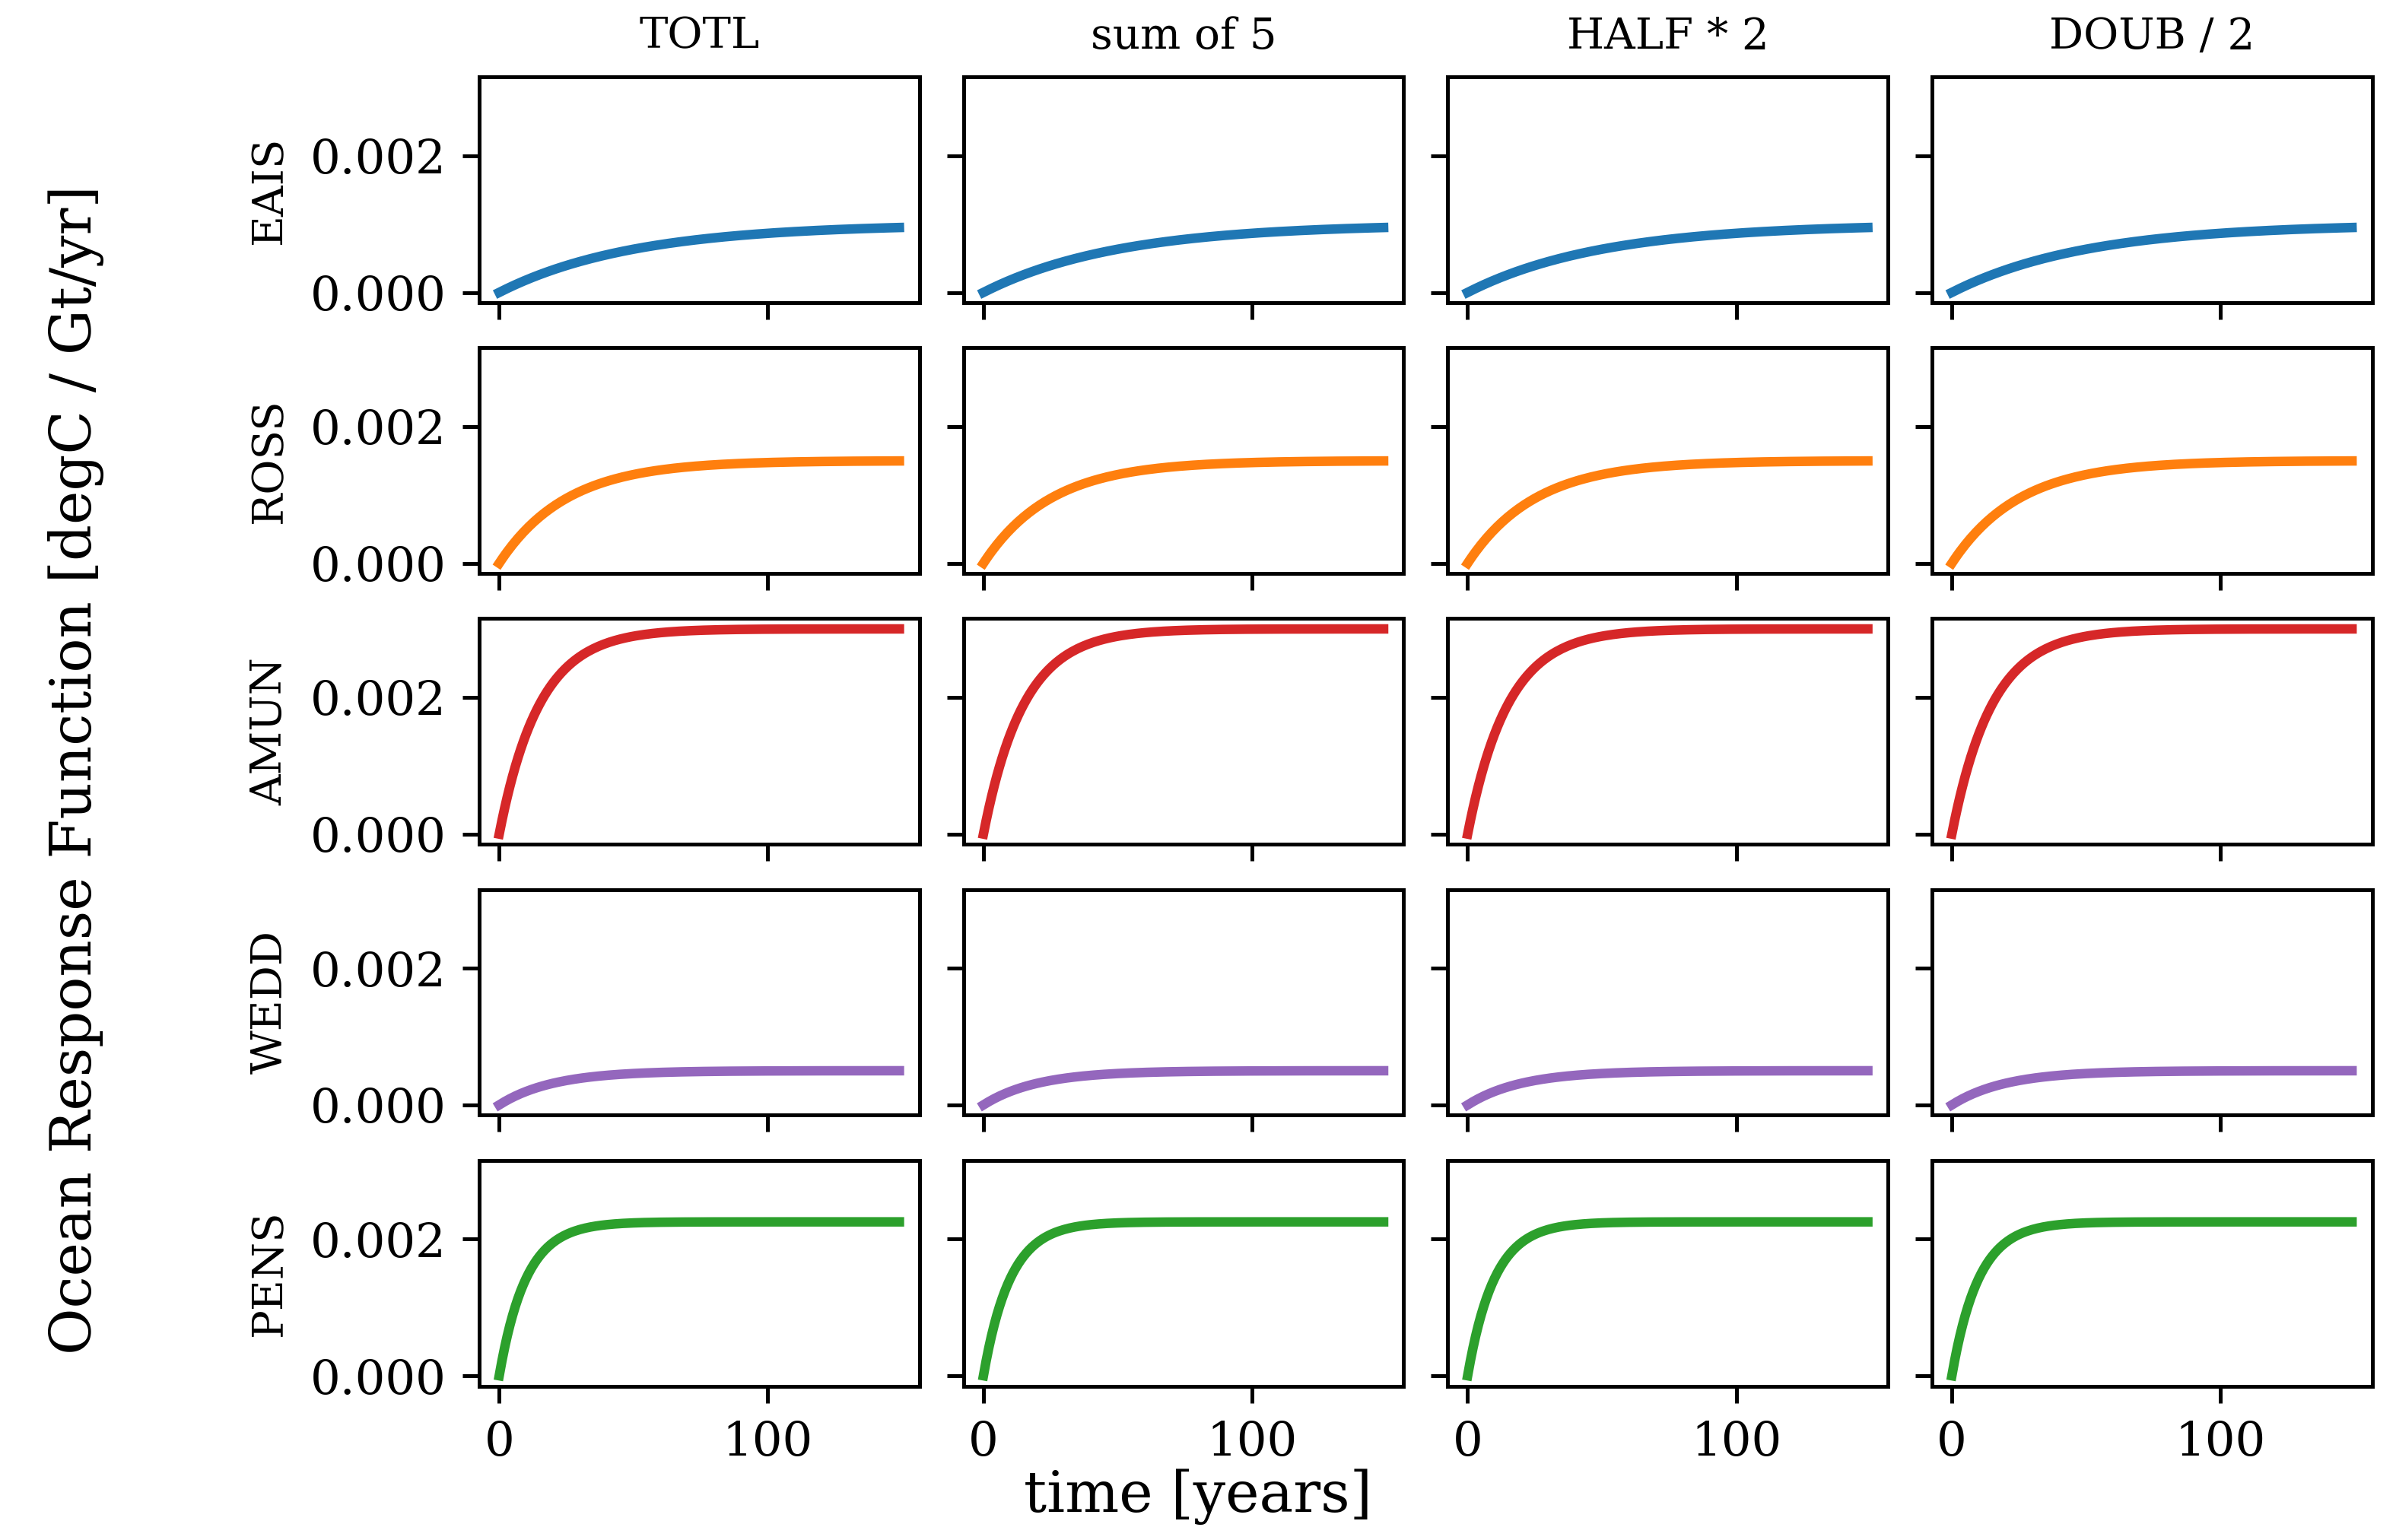 TOTL sum of 5 HALF * 2 DOUB / 2
Ocean Response Function [degC / Gt/yr]
EAIS
0.002
0.000
ROSS
0.002
0.000
AMUN
0.002
0.000
WEDD
0.002
0.000
PENS
0.002
0.000
0 100 0 100 0 100 0 100
time [years]